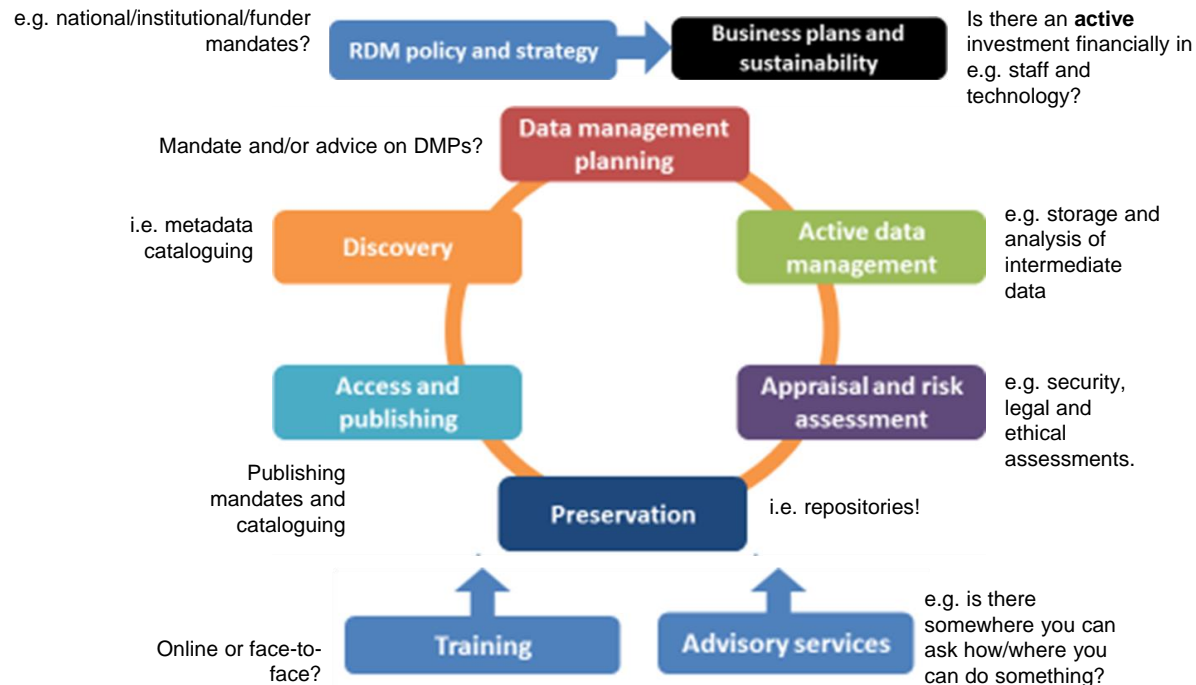 e.g. national/institutional/funder
mandates?
RDM policy and strategy
Business plans and
sustainability
Is there an active
investment financially in
e.g. staff and
technology?
Mandate and/or advice on DMPs?
Data management
planning
i.e. metadata
cataloguing
Discovery
Active data
management
e.g. storage and
analysis of
intermediate
data
Access and
publishing
Appraisal and risk
assessment
e.g. security,
legal and
ethical
assessments.
Publishing
mandates and
cataloguing
Preservation
i.e. repositories!
Online or face-to-
face?
Training
Advisory services
e.g. is there
somewhere you can
ask how/where you
can do something?